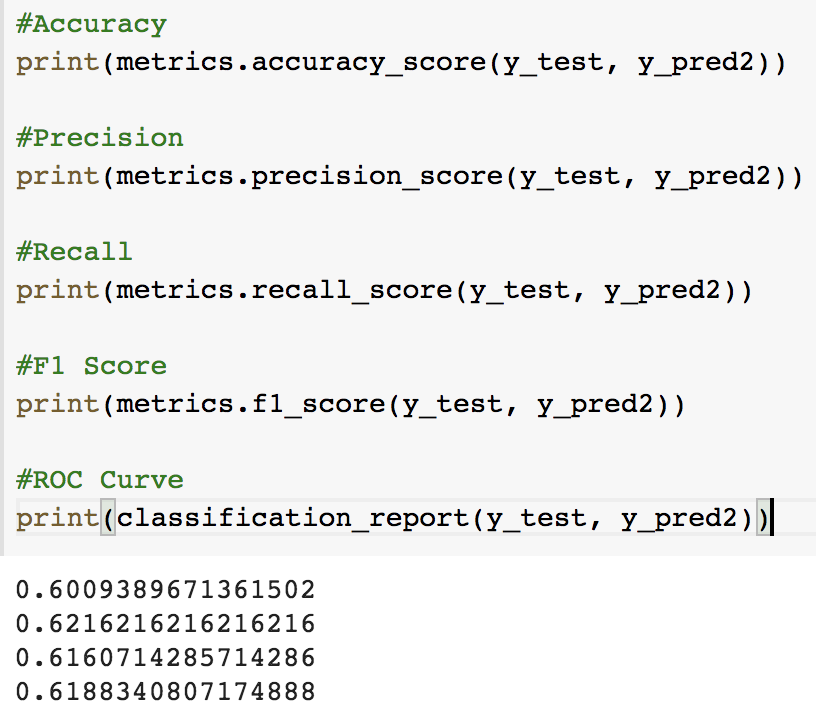 #Accuracy
print(metrics.accuracy_score(y_test, y_pred2))
#Precision
print(metrics.precision_score(y_test, y_pred2))
#Recall
print(metrics.recall_score(y_test, y_pred2))
#F1 Score
print(metrics.f1_score(y_test, y_pred2))
#ROC Curve
print(classification_report(y_test, y_pred2))
0.6009389671361502
0.6216216216216216
0.6160714285714286
0.6188340807174888